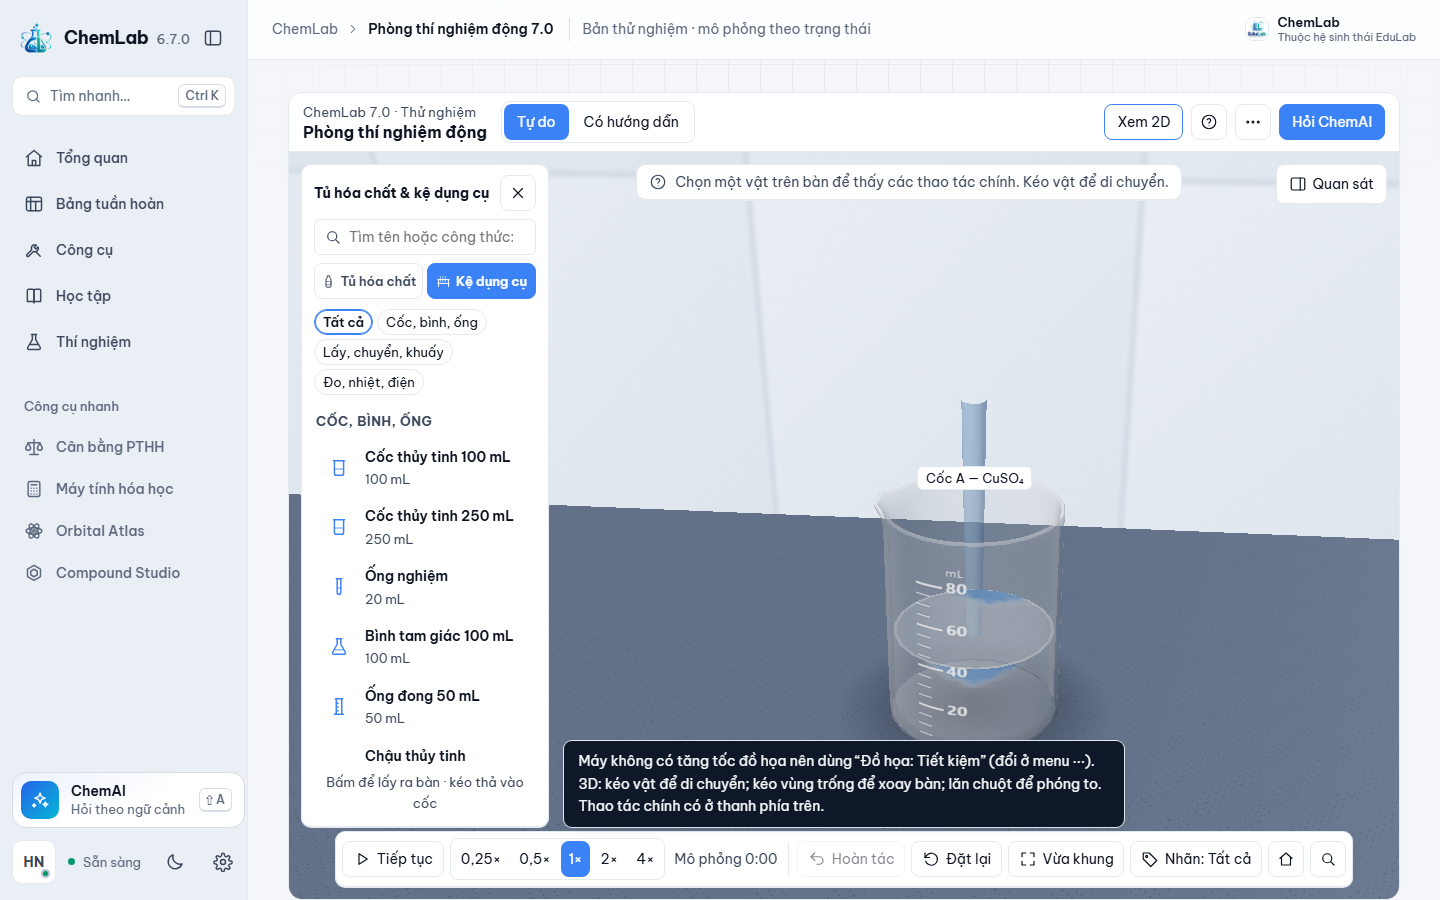 ChemLab 6.7.0
Tìm nhanh... Ctrl K
Tổng quan
Bảng tuần hoàn
Công cụ
Học tập
Thí nghiệm
Công cụ nhanh
Cân bằng PTHH
Máy tính hóa học
Orbital Atlas
Compound Studio
ChemAI
Hỏi theo ngữ cảnh
⇧ A
HN
Sẵn sàng
ChemLab › Phòng thí nghiệm động 7.0
Bản thử nghiệm · mô phỏng theo trạng thái
ChemLab
Thuộc hệ sinh thái EduLab
ChemLab 7.0 · Thử nghiệm
Phòng thí nghiệm động
Tự do
Có hướng dẫn
Xem 2D
Hỏi ChemAI
Tủ hóa chất & kệ dụng cụ
Tìm tên hoặc công thức:
Tủ hóa chất
Kệ dụng cụ
Tất cả
Cốc, bình, ống
Lấy, chuyển, khuấy
Đo, nhiệt, điện
CỐC, BÌNH, ỐNG
Cốc thủy tinh 100 mL
100 mL
Cốc thủy tinh 250 mL
250 mL
Ống nghiệm
20 mL
Bình tam giác 100 mL
100 mL
Ống đong 50 mL
50 mL
Chậu thủy tinh
Bấm để lấy ra bàn · kéo thả vào
cốc
Chọn một vật trên bàn để thấy các thao tác chính. Kéo vật để di chuyển.
Quan sát
Cốc A — CuSO₄
mL
80
60
40
20
Máy không có tăng tốc đồ họa nên dùng “Đồ họa: Tiết kiệm” (đổi ở menu ···).
3D: kéo vật để di chuyển; kéo vùng trống để xoay bàn; lăn chuột để phóng to.
Thao tác chính có ở thanh phía trên.
Tiếp tục
0,25×
0,5×
1×
2×
4×
Mô phỏng 0:00
Hoàn tác
Đặt lại
Vừa khung
Nhãn: Tất cả